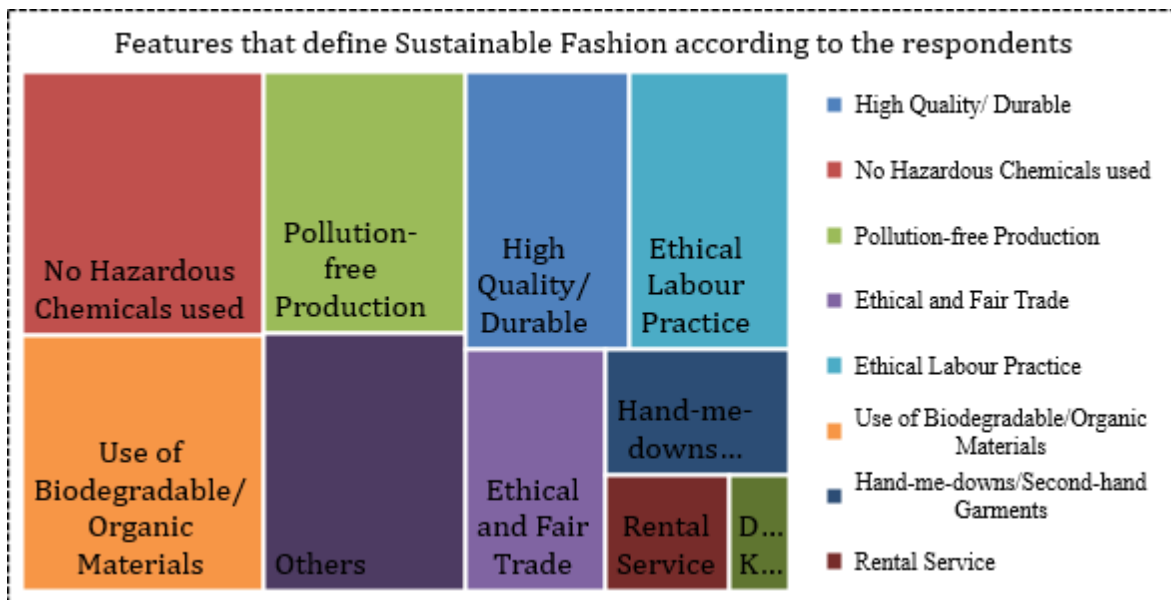 Features that define Sustainable Fashion according to the respondents
No Hazardous
Chemicals used
Pollution-
free
Production
High
Quality/
Durable
Ethical
Labour
Practice
Use of
Biodegradable/
Organic
Materials
Others
Ethical
and Fair
Trade
Hand-me-
downs...
Rental
Service
D...
K...
High Quality/ Durable
No Hazardous Chemicals used
Pollution-free Production
Ethical and Fair Trade
Ethical Labour Practice
Use of Biodegradable/Organic
Materials
Hand-me-downs/Second-hand
Garments
Rental Service